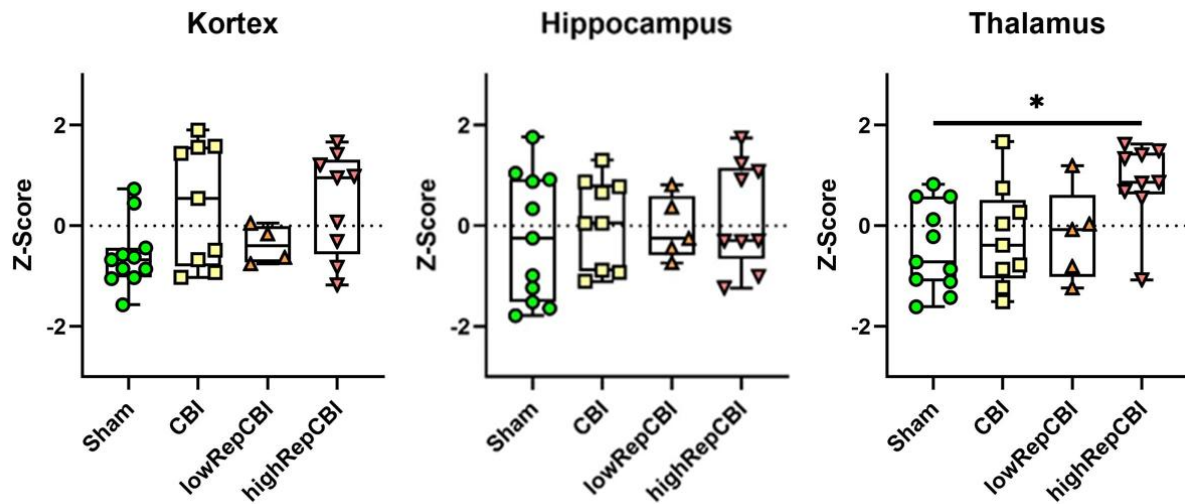 Kortex
Hippocampus
Thalamus
Z-Score
2
0
-2
Sham
CBI
lowRepCBI
highRepCBI
Z-Score
2
0
-2
Sham
CBI
lowRepCBI
highRepCBI
*
Z-Score
2
0
-2
Sham
CBI
lowRepCBI
highRepCBI